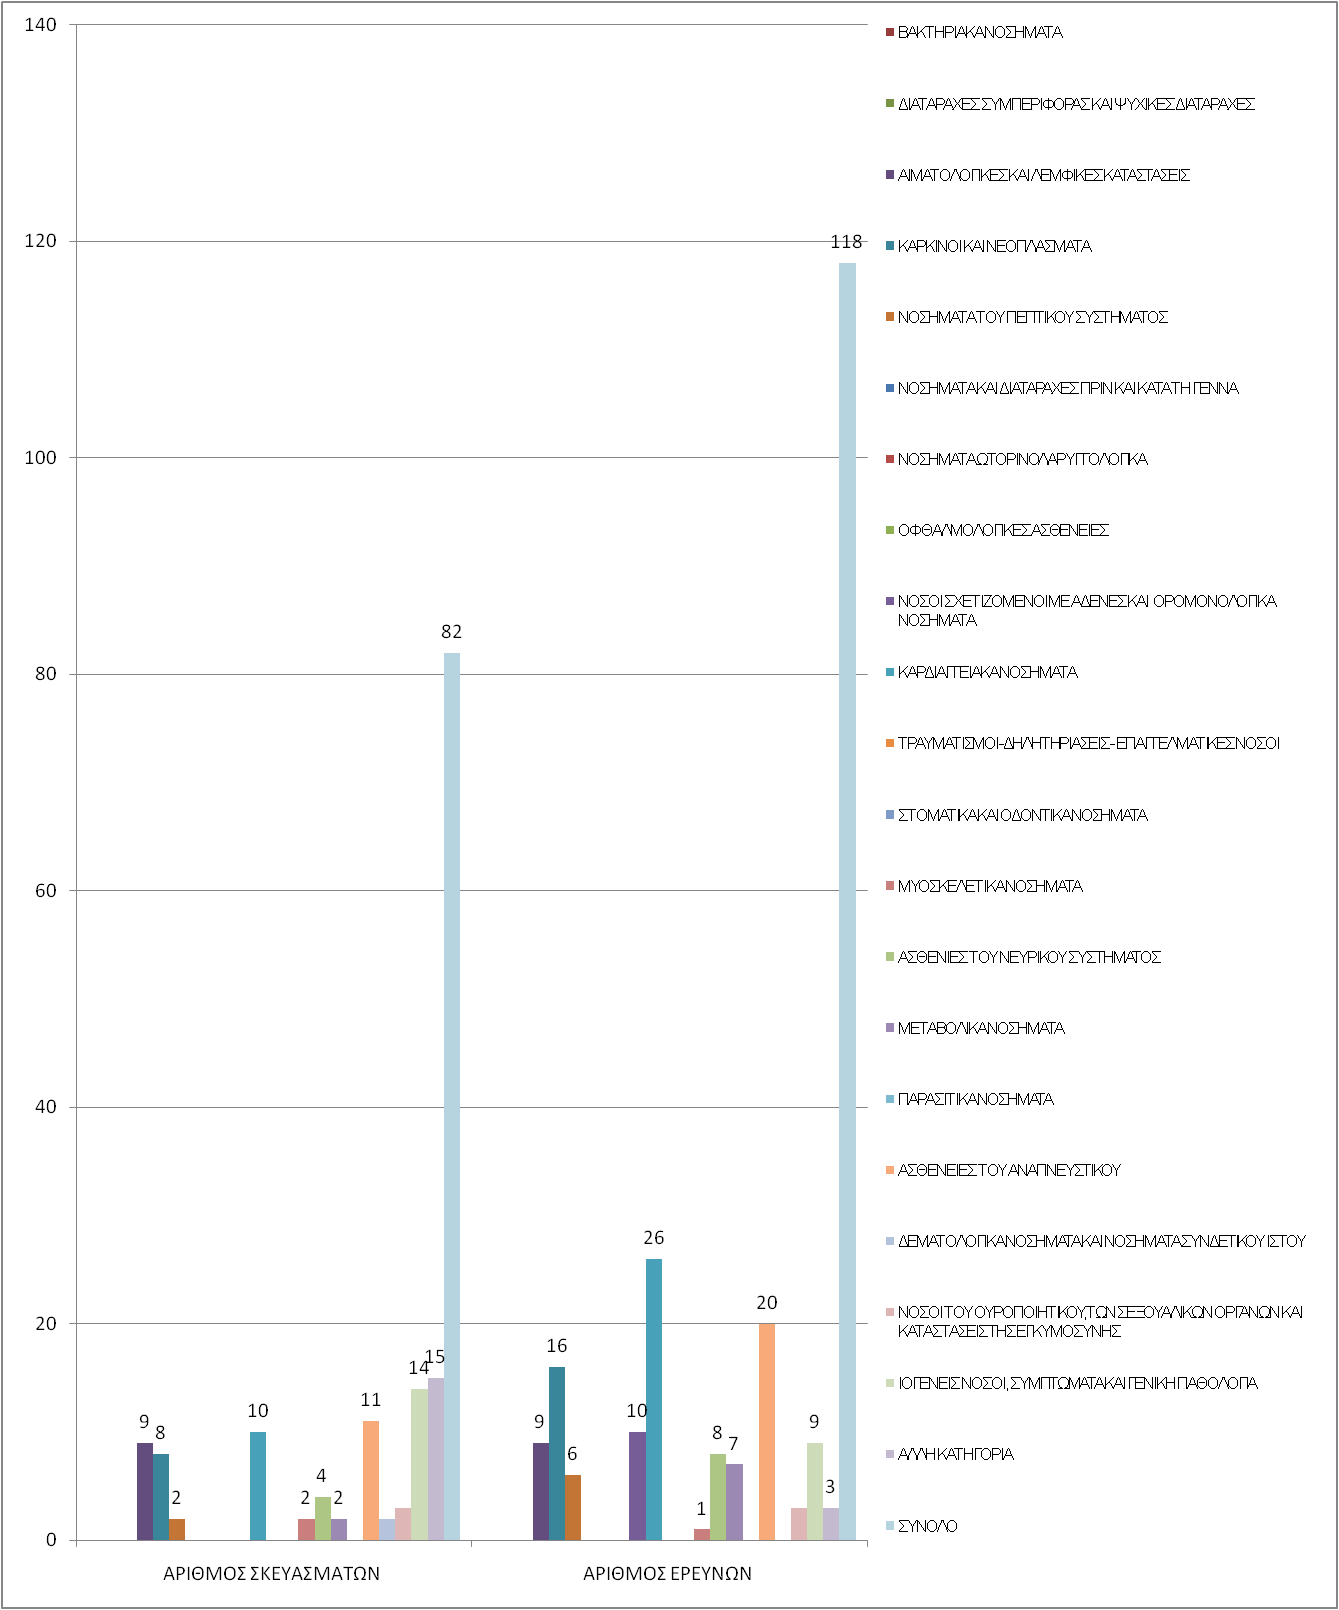 140
120
100
80
60
40
20
0
9
8
2
10
2
4
2
11
14
15
82
9
16
6
10
26
1
8
7
20
9
3
118
ΑΡΙΘΜΟΣ ΣΚΕΥΑΣΜΑΤΩΝ
ΑΡΙΘΜΟΣ ΕΡΕΥΝΩΝ
ΒΑΚΤΗΡΙΑΚΑ ΝΟΣΗΜΑΤΑ
ΔΙΑΤΑΡΑΧΕΣ ΣΥΜΠΕΡΙΦΟΡΑΣ ΚΑΙ ΨΥΧΙΚΕΣ ΔΙΑΤΑΡΑΧΕΣ
ΑΙΜΑΤΟΛΟΓΙΚΕΣ ΚΑΙ ΛΕΜΦΙΚΕΣ ΚΑΤΑΣΤΑΣΕΙΣ
ΚΑΡΚΙΝΟΙ ΚΑΙ ΝΕΟΠΛΑΣΜΑΤΑ
ΝΟΣΗΜΑΤΑ ΤΟΥ ΠΕΠΤΙΚΟΥ ΣΥΣΤΗΜΑΤΟΣ
ΝΟΣΗΜΑΤΑ ΚΑΙ ΔΙΑΤΑΡΑΧΕΣ ΠΡΙΝ ΚΑΙ ΚΑΤΑ ΤΗ ΓΕΝΝΑ
ΝΟΣΗΜΑΤΑ ΩΤΟΡΙΝΟΛΑΡΥΓΓΟΛΟΓΙΚΑ
ΟΦΘΑΛΜΟΛΟΓΙΚΕΣ ΑΣΘΕΝΕΙΕΣ
ΝΟΣΟΙ ΣΧΕΤΙΖΟΜΕΝΟΙ ΜΕ ΑΔΕΝΕΣ ΚΑΙ ΟΡΟΜΟΝΟΛΟΓΙΚΑ
ΝΟΣΗΜΑΤΑ
ΚΑΡΔΙΑΓΓΕΙΑΚΑ ΝΟΣΗΜΑΤΑ
ΤΡΑΥΜΑΤΙΣΜΟΙ-ΔΗΛΗΤΗΡΙΑΣΕΙΣ- ΕΠΑΓΓΕΛΜΑΤΙΚΕΣ ΝΟΣΟΙ
ΣΤΟΜΑΤΙΚΑ ΚΑΙ ΟΔΟΝΤΙΚΑ ΝΟΣΗΜΑΤΑ
ΜΥΟΣΚΕΛΕΤΙΚΑ ΝΟΣΗΜΑΤΑ
ΑΣΘΕΝΙΕΣ ΤΟΥ ΝΕΥΡΙΚΟΥ ΣΥΣΤΗΜΑΤΟΣ
ΜΕΤΑΒΟΛΙΚΑ ΝΟΣΗΜΑΤΑ
ΠΑΡΑΣΙΤΙΚΑ ΝΟΣΗΜΑΤΑ
ΑΣΘΕΝΕΙΕΣ ΤΟΥ ΑΝΑΠΝΕΥΣΤΙΚΟΥ
ΔΕΜΑΤΟΛΟΓΙΚΑ ΝΟΣΗΜΑΤΑ ΚΑΙ ΝΟΣΗΜΑΤΑ ΣΥΝΔΕΤΙΚΟΥ ΙΣΤΟΥ
ΝΟΣΟΙ ΤΟΥ ΟΥΡΟΠΟΙΗΤΙΚΟΥ, ΤΩΝ ΣΕΞΟΥΑΛΙΚΩΝ ΟΡΓΑΝΩΝ ΚΑΙ
ΚΑΤΑΣΤΑΣΕΙΣ ΤΗΣ ΕΓΚΥΜΟΣΥΝΗΣ
ΙΟΓΕΝΕΙΣ ΝΟΣΟΙ, ΣΥΜΠΤΩΜΑΤΑ ΚΑΙ ΓΕΝΙΚΗ ΠΑΘΟΛΟΓΙΑ
ΑΛΛΗ ΚΑΤΗΓΟΡΙΑ
ΣΥΝΟΛΟ